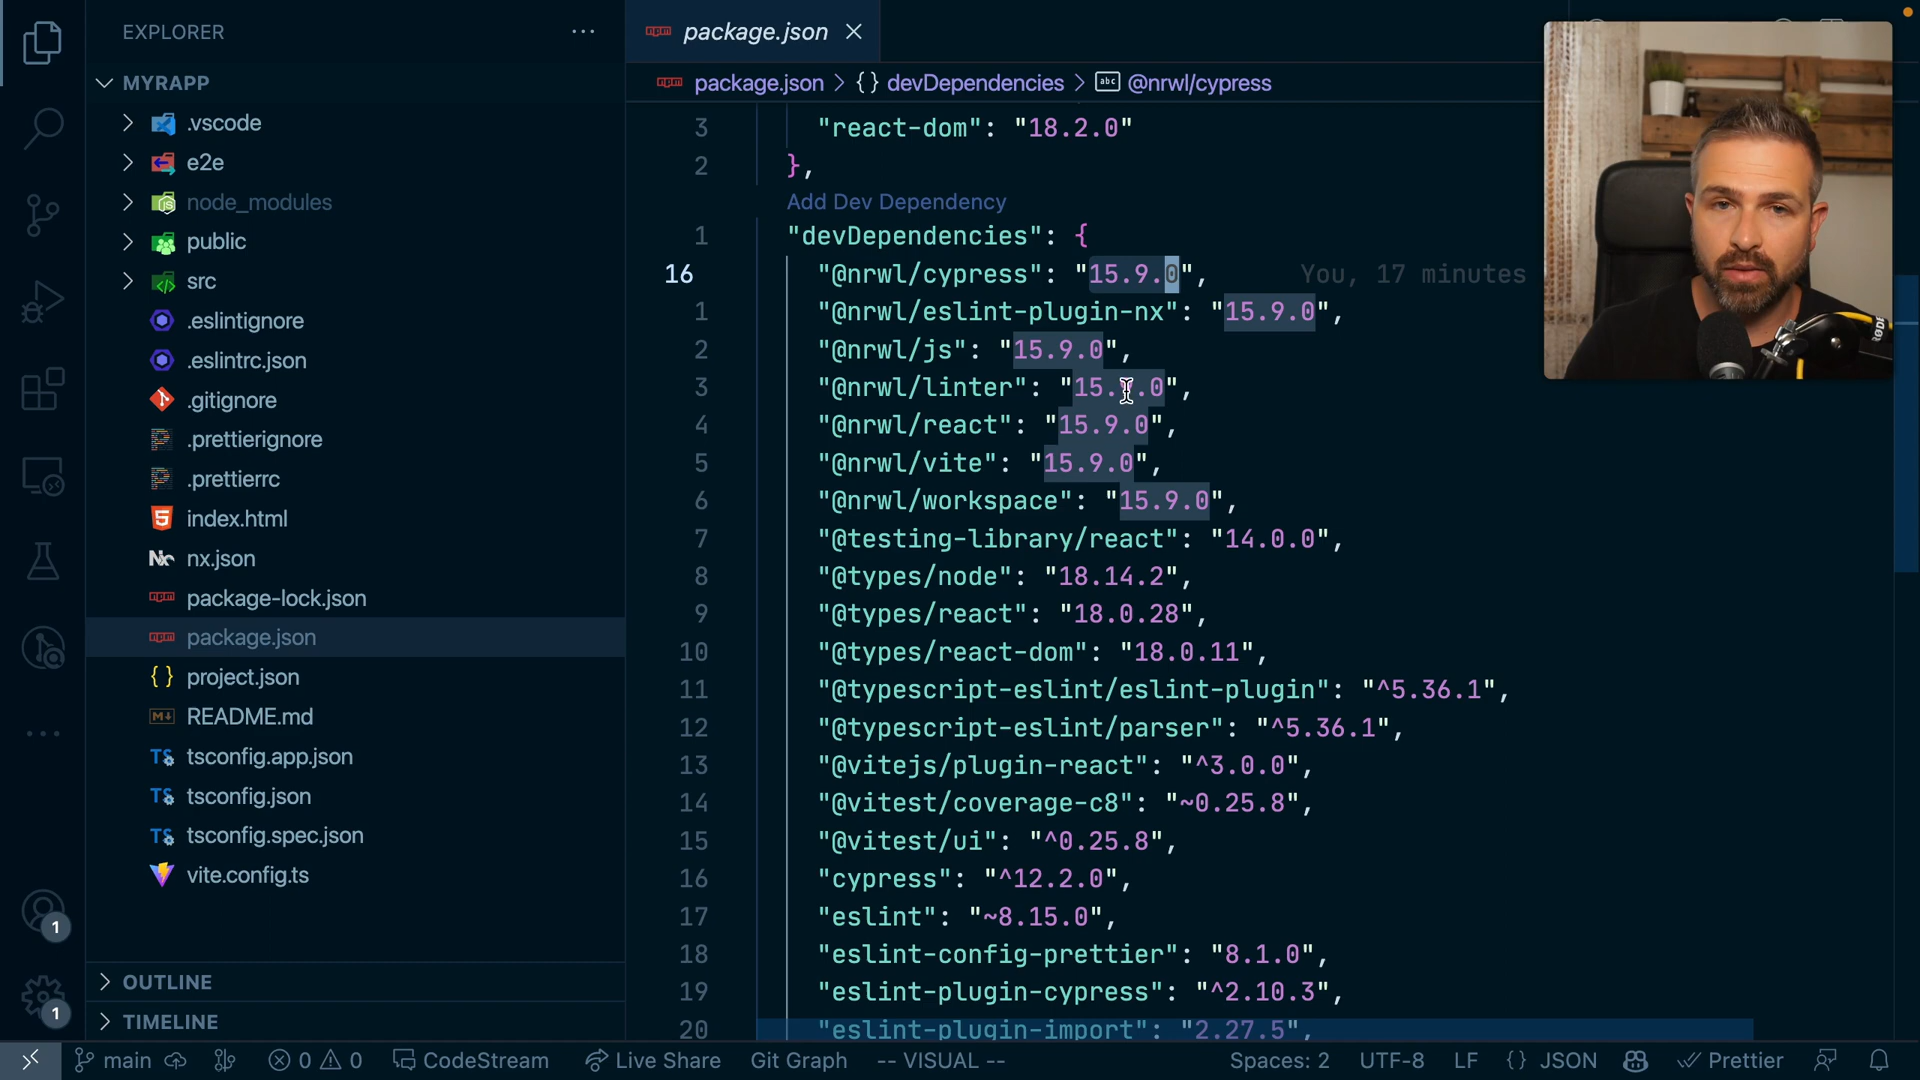 EXPLORER
MYRAPP
.vscode
e2e
node_modules
public
src
.eslintignore
.eslintrc.json
.gitignore
.prettierignore
.prettierrc
index.html
nx.json
package-lock.json
package.json
project.json
README.md
tsconfig.app.json
tsconfig.json
tsconfig.spec.json
vite.config.ts
OUTLINE
TIMELINE
1
1
package.json
package.json > {} devDependencies > abc @nrwl/cypress
3 "react-dom": "18.2.0"
2 },
Add Dev Dependency
1 "devDependencies": {
16 "@nrwl/cypress": "15.9.0", You, 17 minutes
1 "@nrwl/eslint-plugin-nx": "15.9.0",
2 "@nrwl/js": "15.9.0",
3 "@nrwl/linter": "15.9.0",
4 "@nrwl/react": "15.9.0",
5 "@nrwl/vite": "15.9.0",
6 "@nrwl/workspace": "15.9.0",
7 "@testing-library/react": "14.0.0",
8 "@types/node": "18.14.2",
9 "@types/react": "18.0.28",
10 "@types/react-dom": "18.0.11",
11 "@typescript-eslint/eslint-plugin": "^5.36.1",
12 "@typescript-eslint/parser": "^5.36.1",
13 "@vitejs/plugin-react": "^3.0.0",
14 "@vitest/coverage-c8": "~0.25.8",
15 "@vitest/ui": "^0.25.8",
16 "cypress": "^12.2.0",
17 "eslint": "~8.15.0",
18 "eslint-config-prettier": "8.1.0",
19 "eslint-plugin-cypress": "^2.10.3",
20 "eslint-plugin-import": "2.27.5",
RODE
main 0 0 CodeStream Live Share Git Graph -- VISUAL -- Spaces: 2 UTF-8 LF {} JSON Prettier